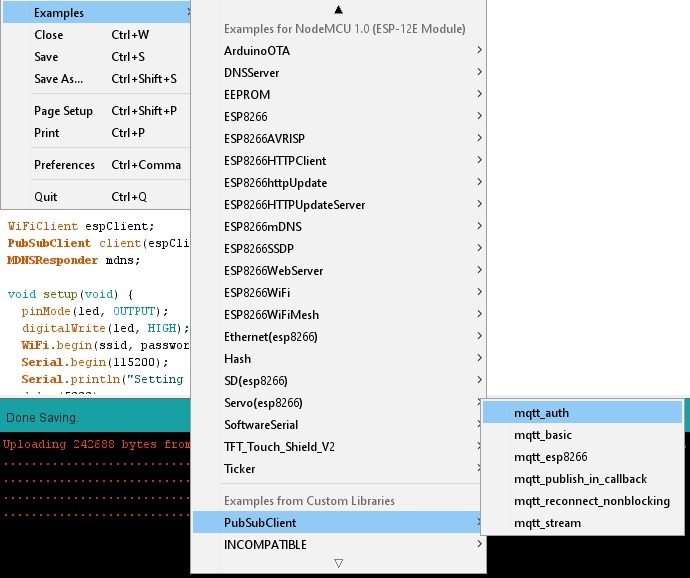 Examples
Close Ctrl+W
Save Ctrl+S
Save As... Ctrl+Shift+S
Page Setup Ctrl+Shift+P
Print Ctrl+P
Preferences Ctrl+Comma
Quit Ctrl+Q
WiFiClient espClient;
PubSubClient client(espCli
MDNSResponder mdns;
void setup(void) {
pinMode(led, OUTPUT);
digitalWrite(led, HIGH);
WiFi.begin(ssid, passwor
Serial.begin(115200);
Serial.println("Setting
Done Saving.
Uploading 242688 bytes from
................................
................................
................................
................................
Examples for NodeMCU 1.0 (ESP-12E Module)
ArduinoOTA
DNSServer
EEPROM
ESP8266
ESP8266AVRISP
ESP8266HTTPClient
ESP8266httpUpdate
ESP8266HTTPUpdateServer
ESP8266mDNS
ESP8266SSDP
ESP8266WebServer
ESP8266WiFi
ESP8266WiFiMesh
Ethernet(esp8266)
Hash
SD(esp8266)
Servo(esp8266)
SoftwareSerial
TFT_Touch_Shield_V2
Ticker
Examples from Custom Libraries
PubSubClient
INCOMPATIBLE
mqtt_auth
mqtt_basic
mqtt_esp8266
mqtt_publish_in_callback
mqtt_reconnect_nonblocking
mqtt_stream